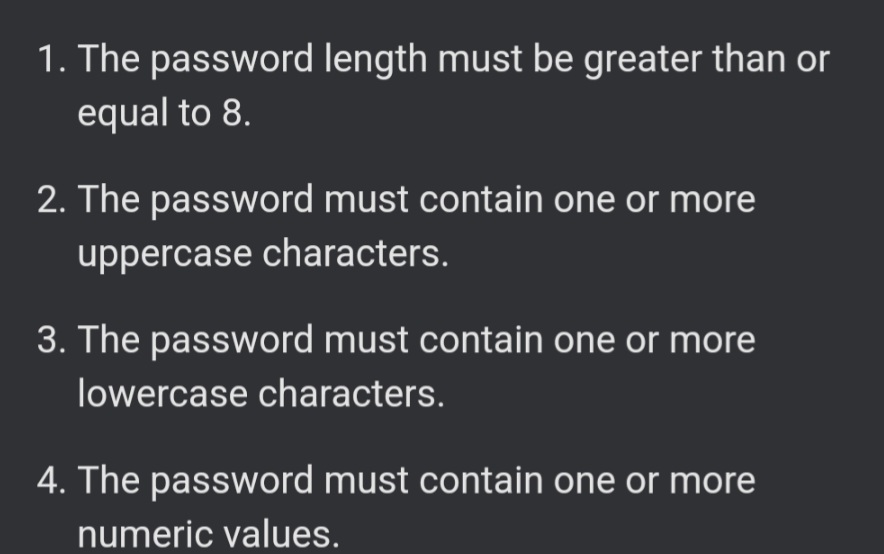 1. The password length must be greater than or
equal to 8.
2. The password must contain one or more
uppercase characters.
3. The password must contain one or more
lowercase characters.
4. The password must contain one or more
numeric values.